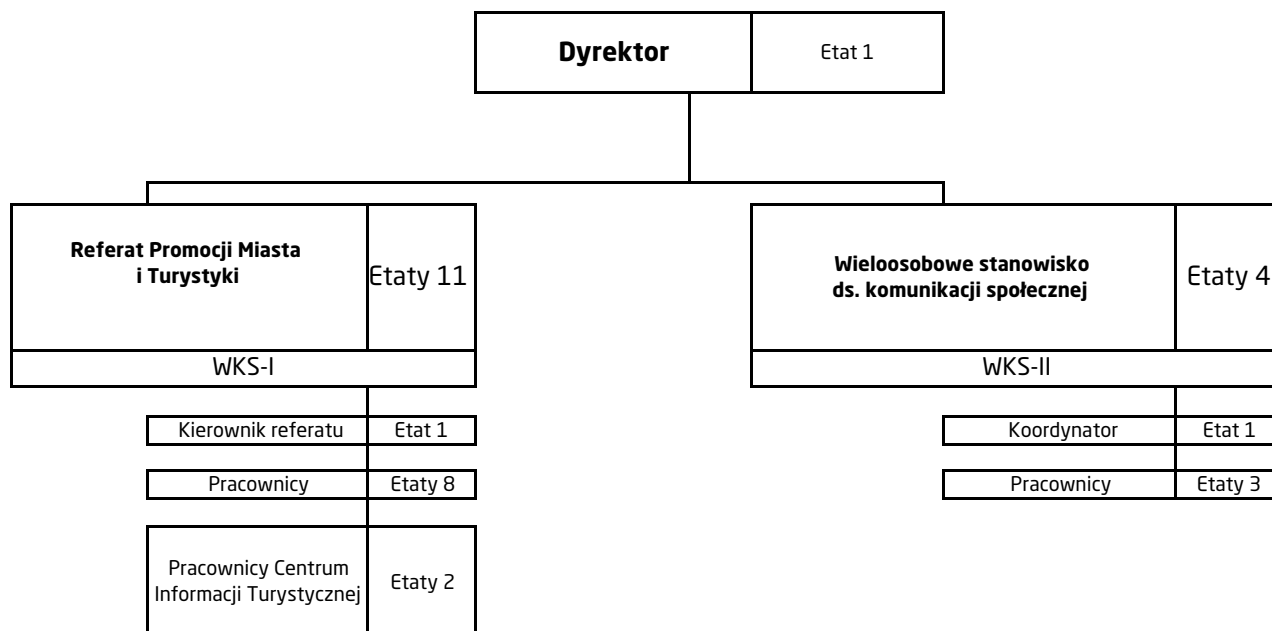 Dyrektor
Etat 1
Referat Promocji Miasta
i Turystyki
Etaty 11
WKS-I
Kierownik referatu
Etat 1
Pracownicy
Etaty 8
Pracownicy Centrum
Informacji Turystycznej
Etaty 2
Wieloosobowe stanowisko
ds. komunikacji społecznej
Etaty 4
WKS-II
Koordynator
Etat 1
Pracownicy
Etaty 3